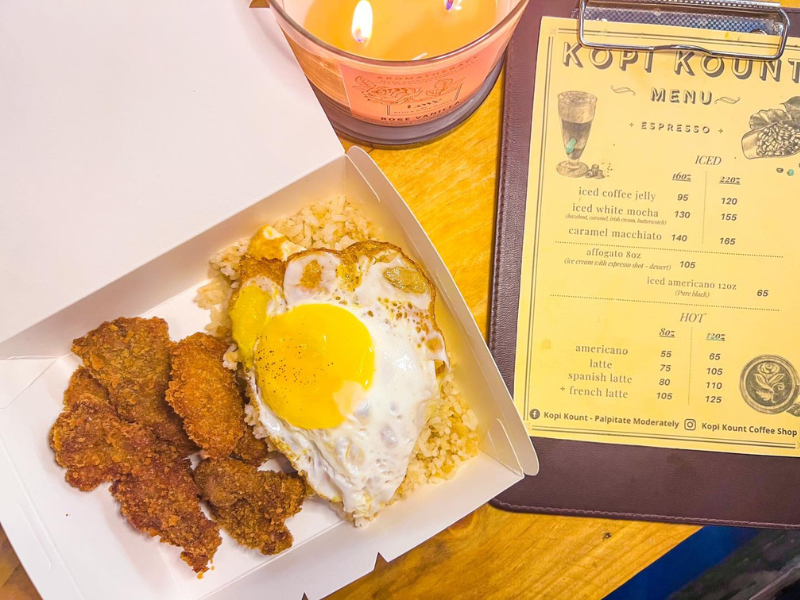 AROMATHERAPY
ROSE VANILLA
KOPI KOUNT
MENU
+ ESPRESSO +
ICED
16oz 22oz
iced coffee jelly 95 120
iced white mocha 130 155
(hazelnut, caramel, irish cream, butterscotch)
caramel macchiato 140 165
affogato 8oz 105
(ice cream with espresso shot - dessert)
iced americano 12oz 65
(Pure black)
HOT
8oz 12oz
americano 55 65
latte 75 105
spanish latte 80 110
+ french latte 105 125
Kopi Kount - Palpitate Moderately Kopi Kount Coffee Shop